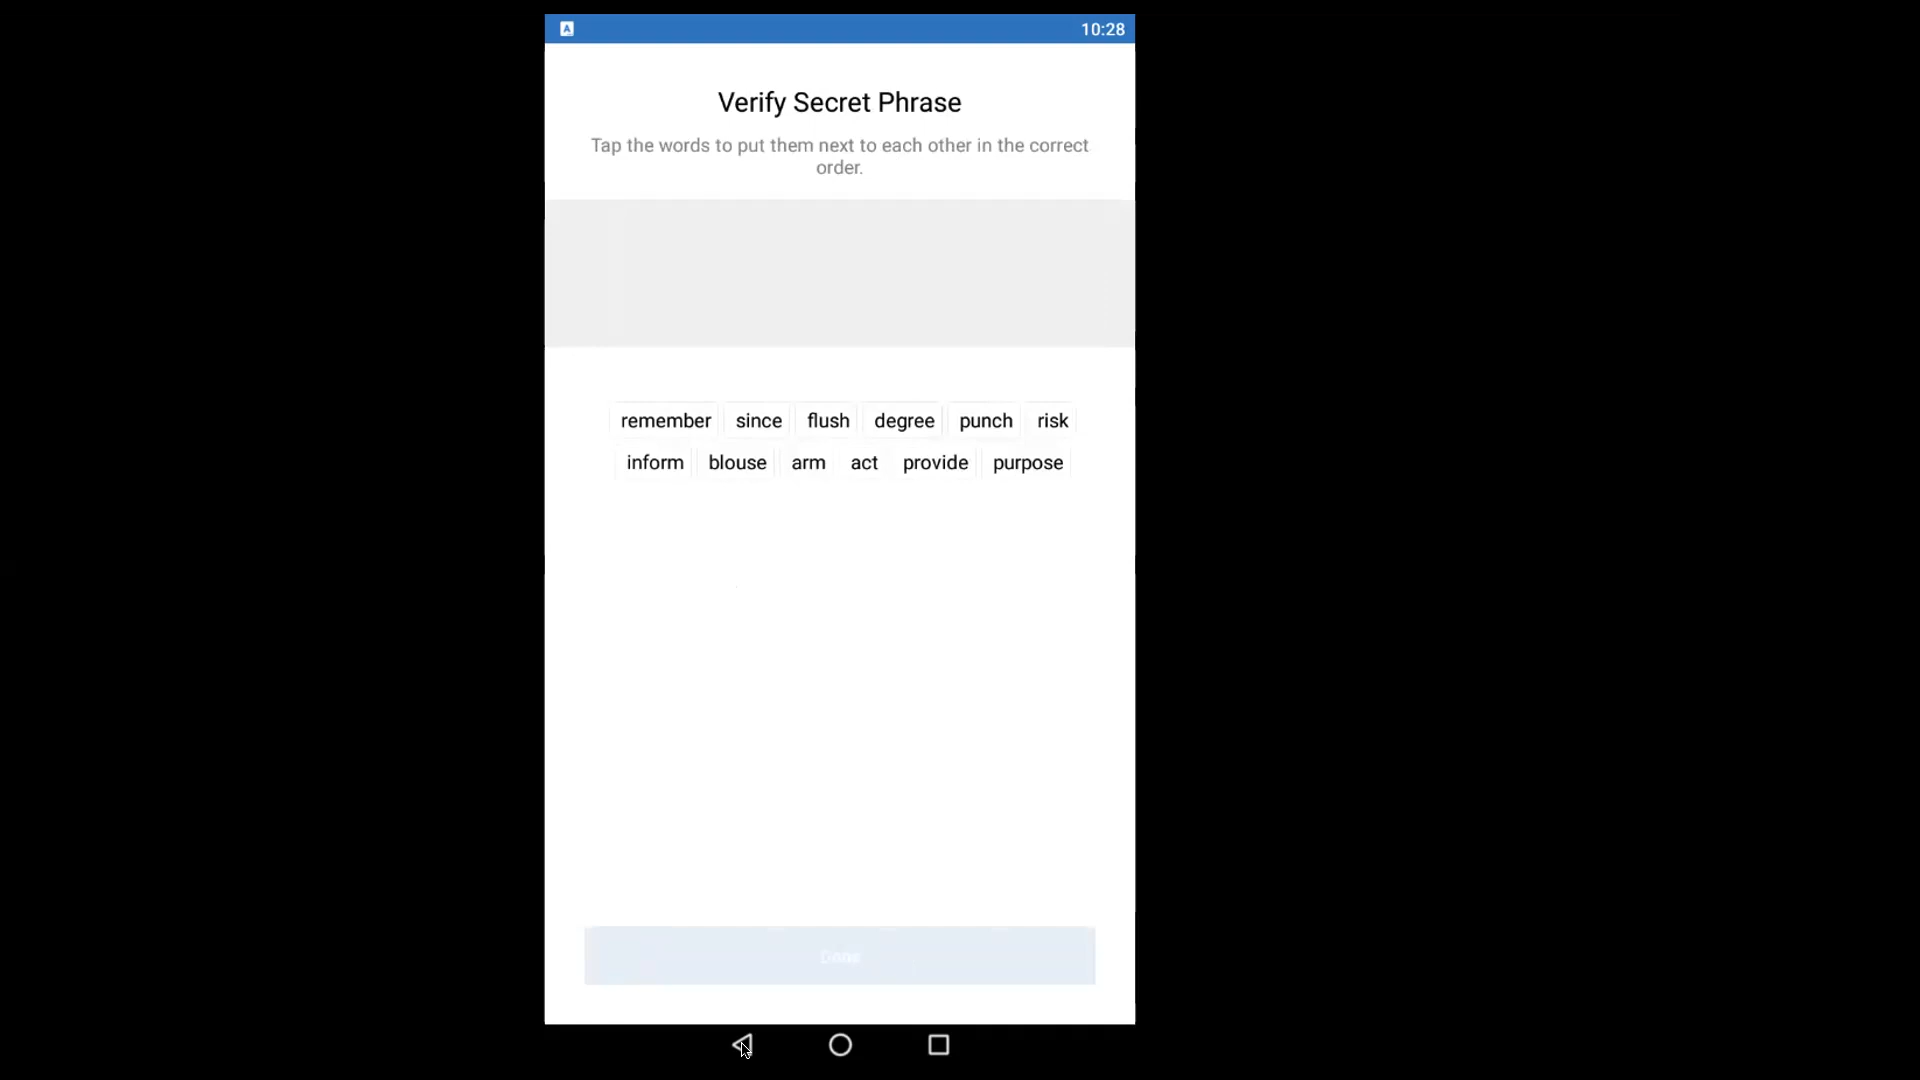 10:28
Verify Secret Phrase
Tap the words to put them next to each other in the correct
order.
remember since flush degree punch risk
inform blouse arm act provide purpose
Done